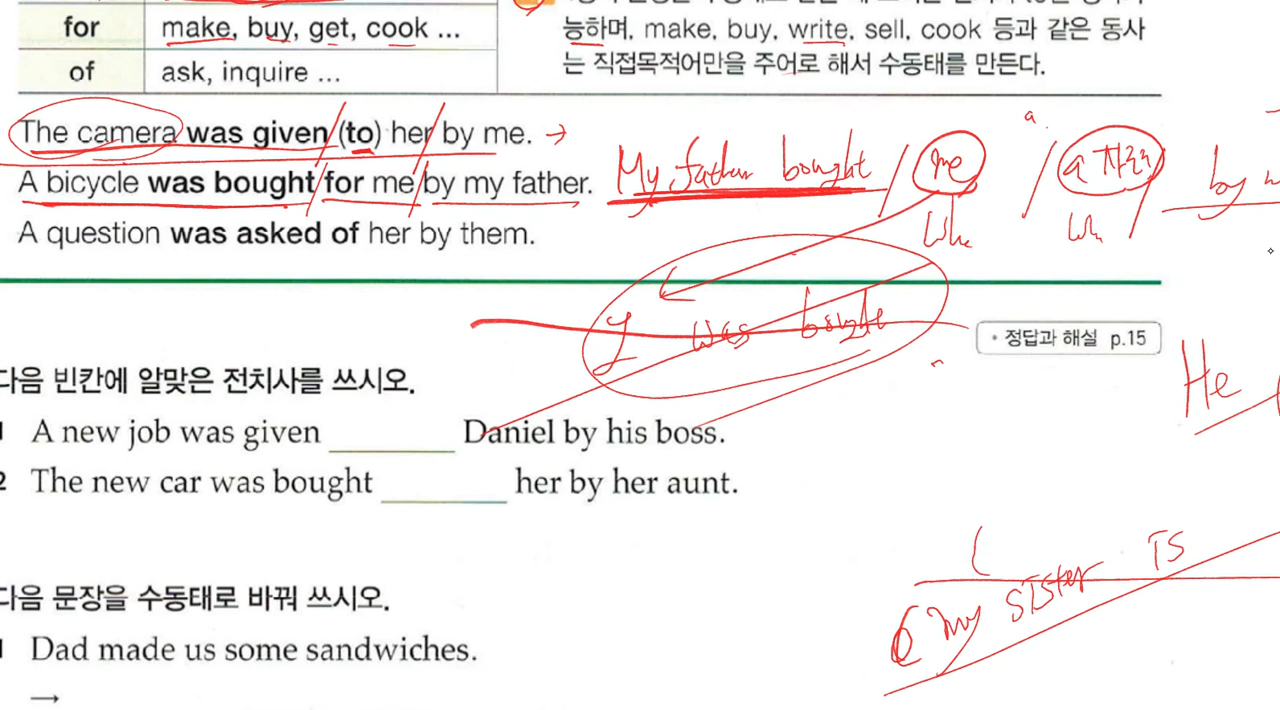 for make, buy, get, cook ...
of ask, inquire ...
능하며, make, buy, write, sell, cook 등과 같은 동사
는 직접목적어만을 주어로 해서 수동태를 만든다.
The camera was given (to) her by me. →
A bicycle was bought for me by my father.
A question was asked of her by them.
My father bought / me / a 자전거
by
I was bought
• 정답과 해설 p.15
He
다음 빈칸에 알맞은 전치사를 쓰시오.
1 A new job was given ______ Daniel by his boss.
2 The new car was bought ______ her by her aunt.
my sister is
다음 문장을 수동태로 바꿔 쓰시오.
1 Dad made us some sandwiches.
→